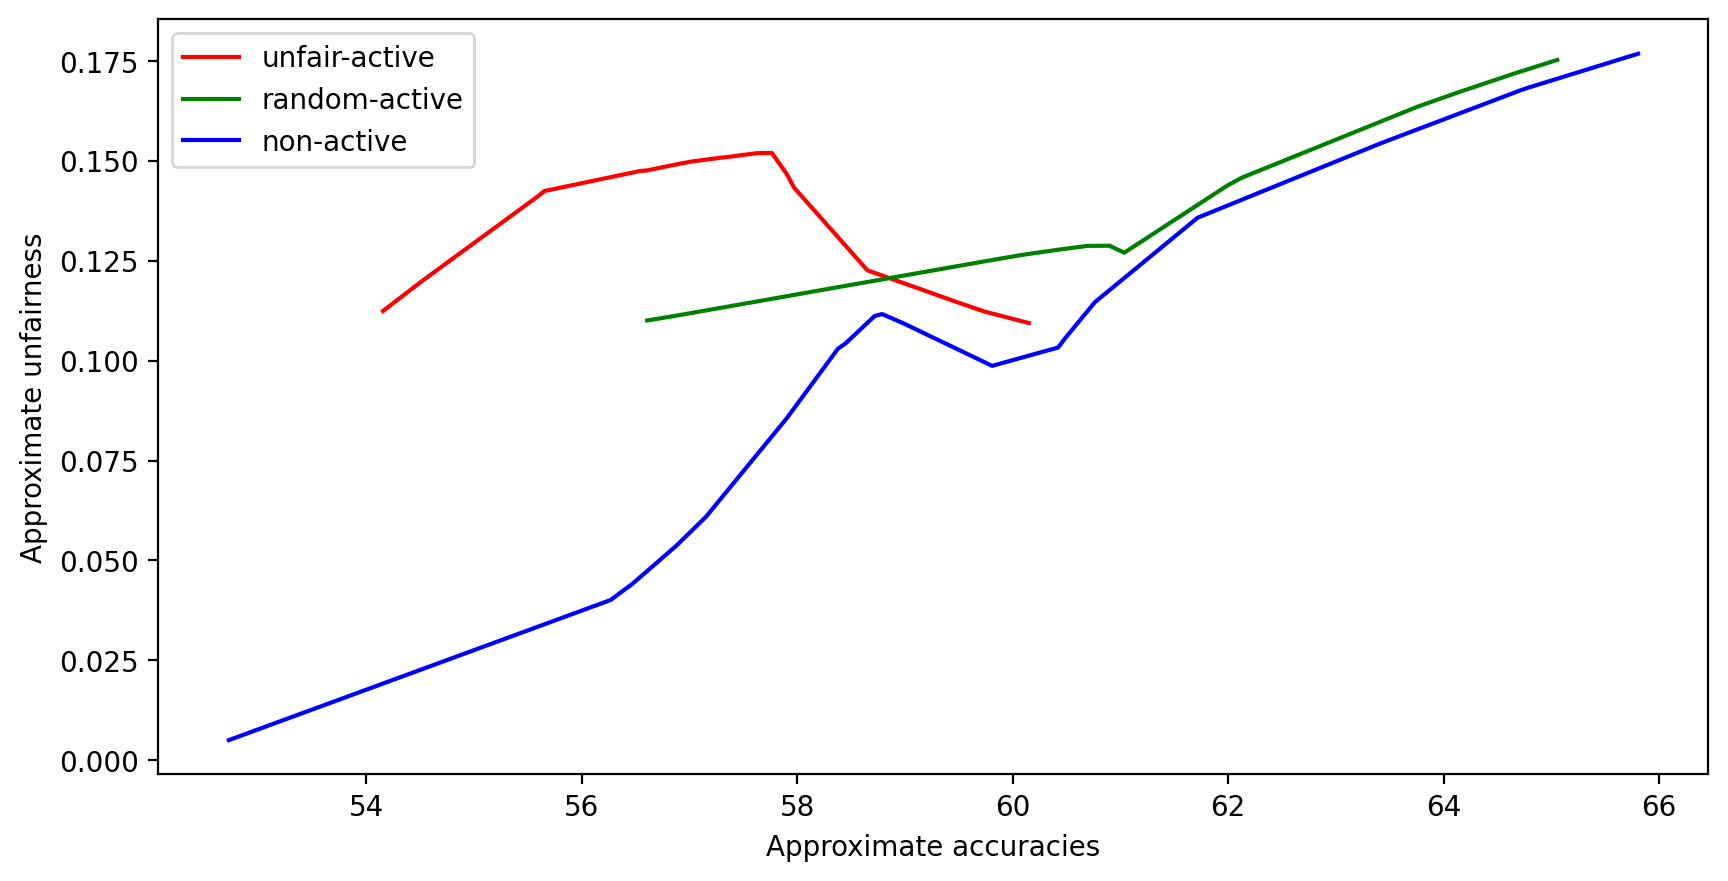 unfair-active
random-active
non-active
Approximate unfairness
0.175
0.150
0.125
0.100
0.075
0.050
0.025
0.000
54 56 58 60 62 64 66
Approximate accuracies